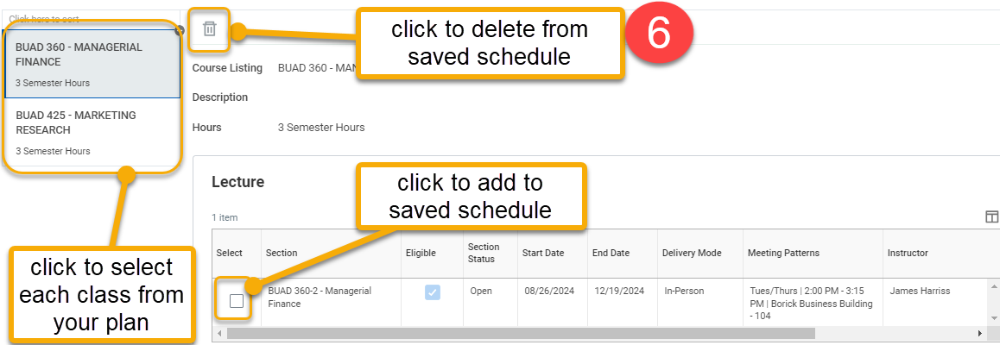 Click here to sort
BUAD 360 - MANAGERIAL
FINANCE
3 Semester Hours
BUAD 425 - MARKETING
RESEARCH
3 Semester Hours
click to select
each class from
your plan
click to delete from
saved schedule
6
Course Listing BUAD 360 - MAN
Description
Hours 3 Semester Hours
Lecture
click to add to
saved schedule
1 item
Select Section Eligible Section Status Start Date End Date Delivery Mode Meeting Patterns Instructor
BUAD 360-2 - Managerial Open 08/26/2024 12/19/2024 In-Person Tues/Thurs | 2:00 PM - 3:15 James Harriss
Finance PM | Borick Business Building
- 104